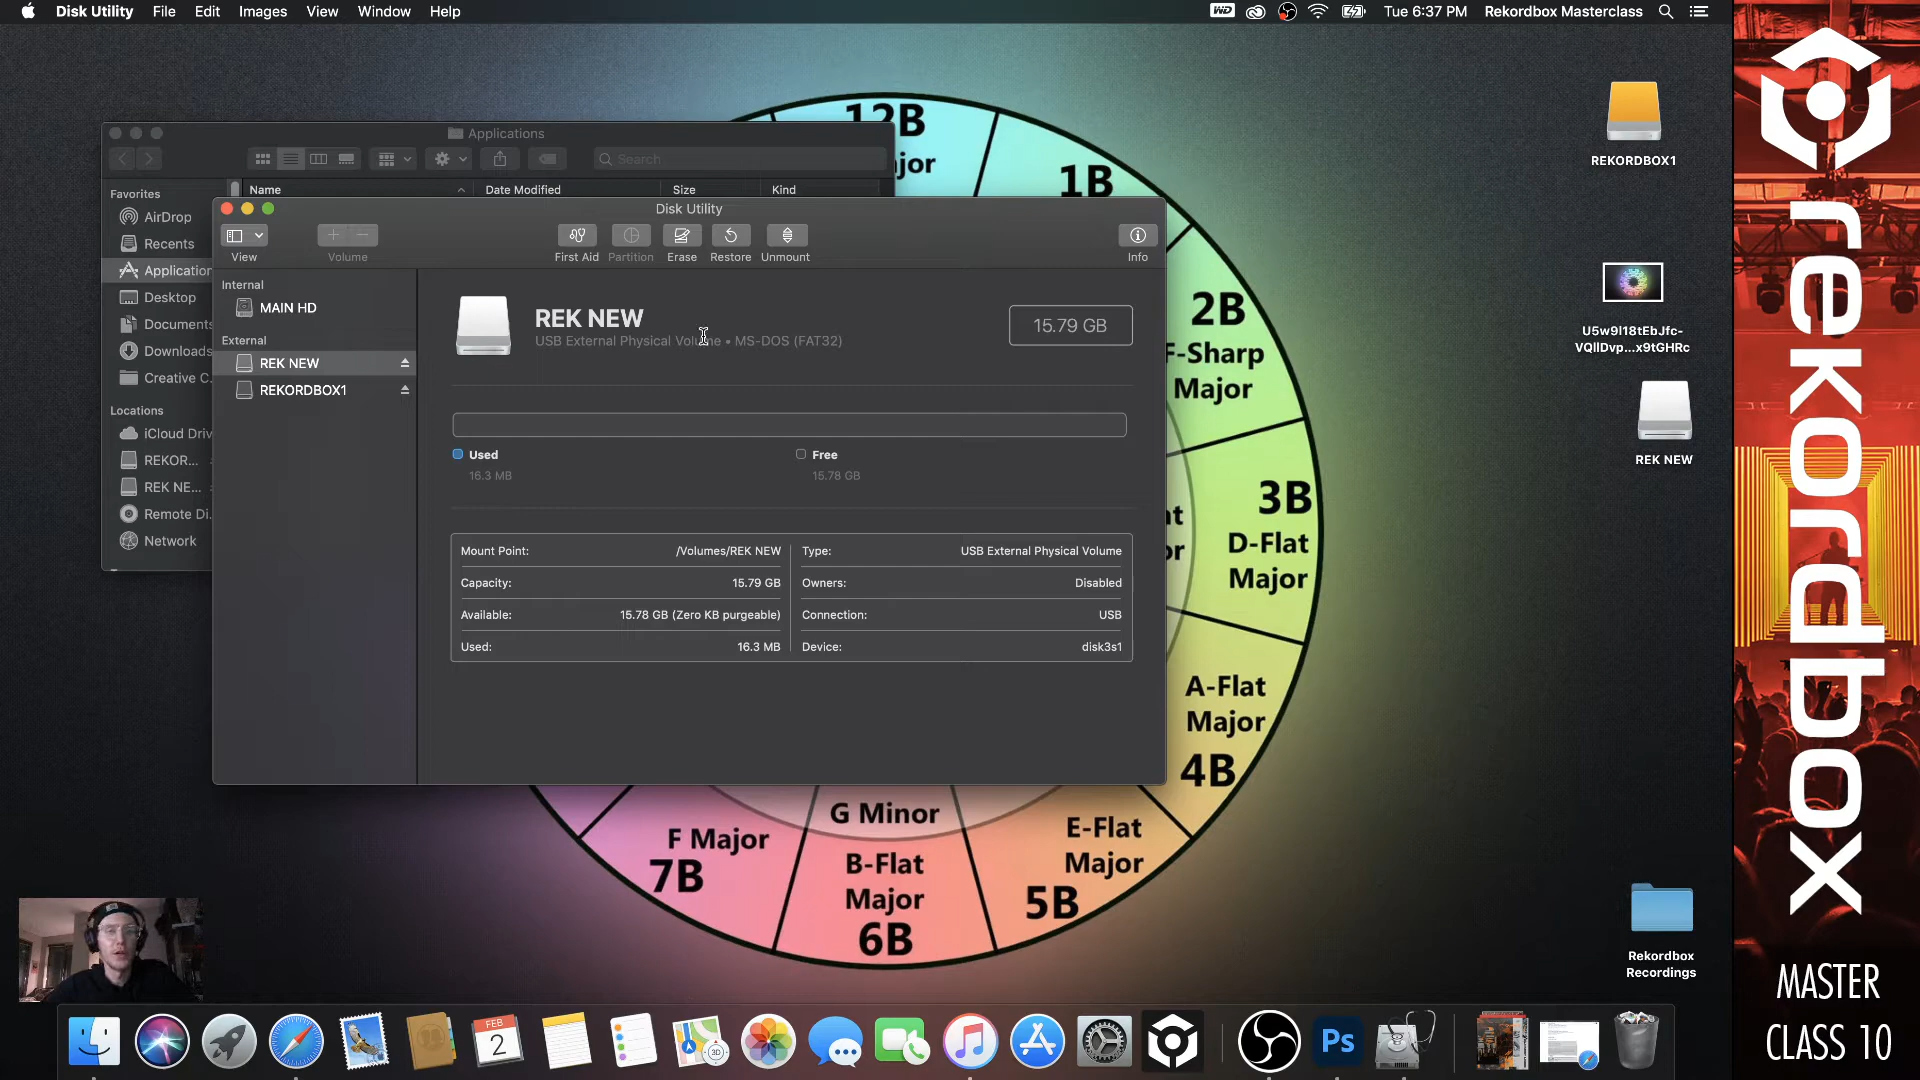 Disk Utility File Edit Images View Window Help
WD Tue 6:37 PM Rekordbox Masterclass
Applications
Search
Favorites
Name Date Modified Size Kind
AirDrop
Recents
Application
Desktop
Documents
Downloads
Creative C...
Locations
iCloud Driv
REKOR...
REK NE...
Remote Di...
Network
Disk Utility
View Volume First Aid Partition Erase Restore Unmount Info
Internal
MAIN HD
External
REK NEW
REKORDBOX1
REK NEW
USB External Physical Volume • MS-DOS (FAT32)
15.79 GB
Used
16.3 MB
Free
15.78 GB
Mount Point: /Volumes/REK NEW
Type: USB External Physical Volume
Capacity: 15.79 GB
Owners: Disabled
Available: 15.78 GB (Zero KB purgeable)
Connection: USB
Used: 16.3 MB
Device: disk3s1
12B
jor
1B
2B
F-Sharp
Major
3B
D-Flat
Major
A-Flat
Major
4B
E-Flat
Major
5B
G Minor
B-Flat
Major
6B
F Major
7B
REKORDBOX1
U5w9I18tEbJfc-
VQIlDvp...x9tGHRc
REK NEW
Rekordbox
Recordings
FEB
2
3D
Ps
rekordbox
MASTER
CLASS 10